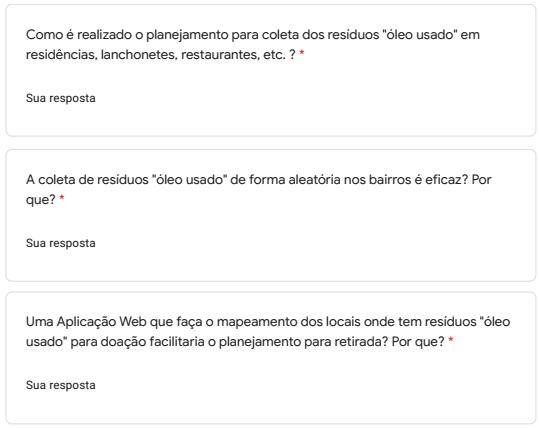 Como é realizado o planejamento para coleta dos resíduos "óleo usado" em
residências, lanchonetes, restaurantes, etc. ? *
Sua resposta
A coleta de resíduos "óleo usado" de forma aleatória nos bairros é eficaz? Por
que? *
Sua resposta
Uma Aplicação Web que faça o mapeamento dos locais onde tem resíduos "óleo
usado" para doação facilitaria o planejamento para retirada? Por que? *
Sua resposta